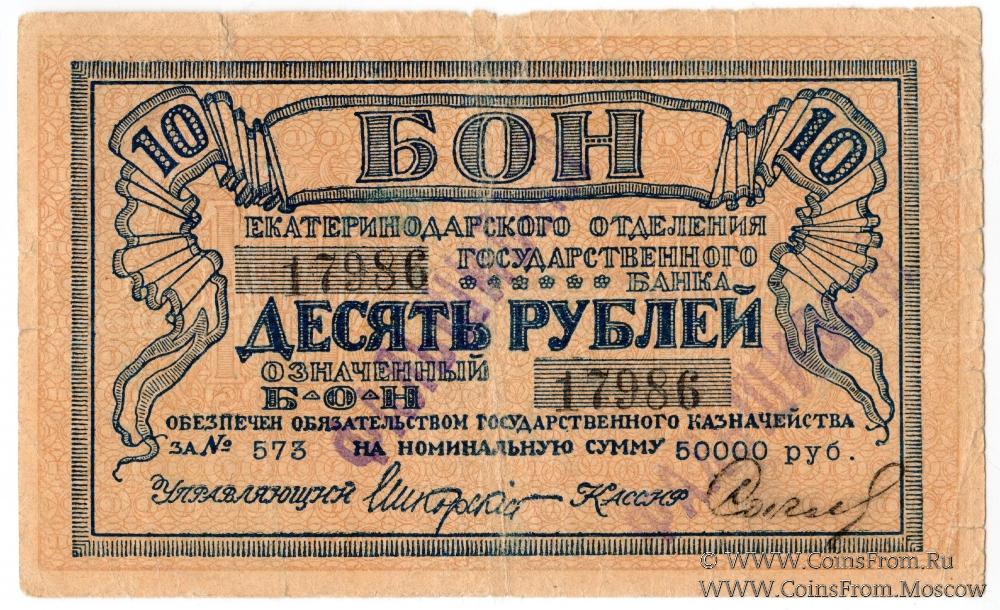 10 БОН 10
ЕКАТЕРИНОДАРСКОГО ОТДЕЛЕНИЯ
17986 ГОСУДАРСТВЕННОГО
БАНКА
ДЕСЯТЬ РУБЛЕЙ
ОЗНАЧЕННЫЙ
17986
Б-О-Н
ОБЕЗПЕЧЕН ОБЯЗАТЕЛЬСТВОМ ГОСУДАРСТВЕННОГО КАЗНАЧЕЙСТВА
ЗА № 573 НА НОМИНАЛЬНУЮ СУММУ 50000 руб.
УПРАВЛЯЮЩИЙ КАССИР
© WWW.CoinsFrom.Ru
WWW.CoinsFrom.Moscow